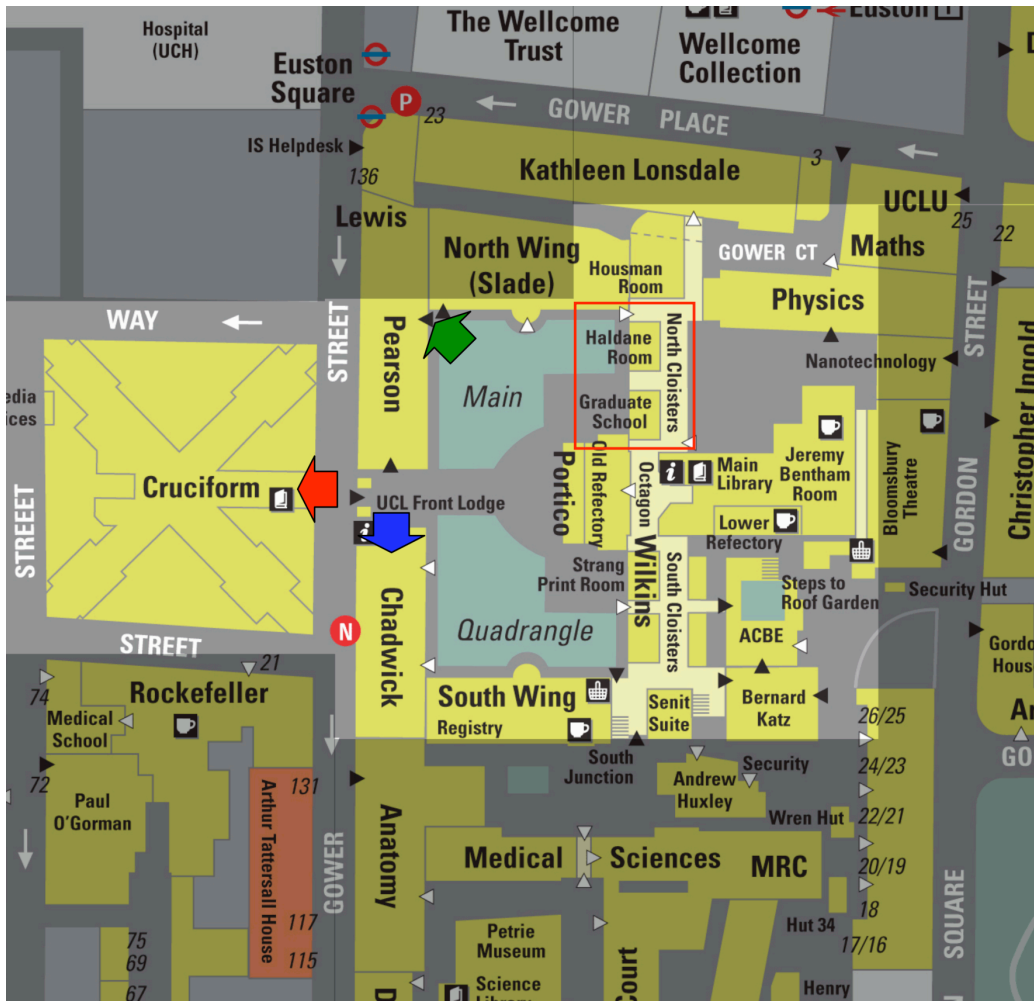 Hospital
(UCH)
The Wellcome
Trust
Wellcome
Collection
Euston
Euston
Square
P
23
GOWER PLACE
IS Helpdesk
136
Kathleen Lonsdale
3
UCLU
25
22
Lewis
North Wing
(Slade)
GOWER CT
Maths
Housman
Room
Physics
WAY
STREET
Pearson
Haldane
Room
North Cloisters
STREET
Nanotechnology
Main
Graduate
School
Christopher Ingold
Cruciform
UCL Front Lodge
Portico
Old Refectory
Octagon
i
Main
Library
Jeremy
Bentham
Room
Bloomsbury
Theatre
GORDON
STREET
i
Lower
Refectory
Wilkins
Strang
Print Room
South Cloisters
Steps to
Roof Garden
Security Hut
N
Chadwick
Quadrangle
ACBE
STREET
21
74
Rockefeller
South Wing
Registry
Senit
Suite
Bernard
Katz
26/25
Medical
School
72
South
Junction
Security
24/23
GO
Paul
O'Gorman
131
Arthur Tattersall House
Anatomy
Andrew
Huxley
Wren Hut
22/21
GOWER
Medical Sciences
MRC
20/19
117
18
SQUARE
75
69
115
Petrie
Museum
Hut 34
17/16
67
Science
Court
Henry